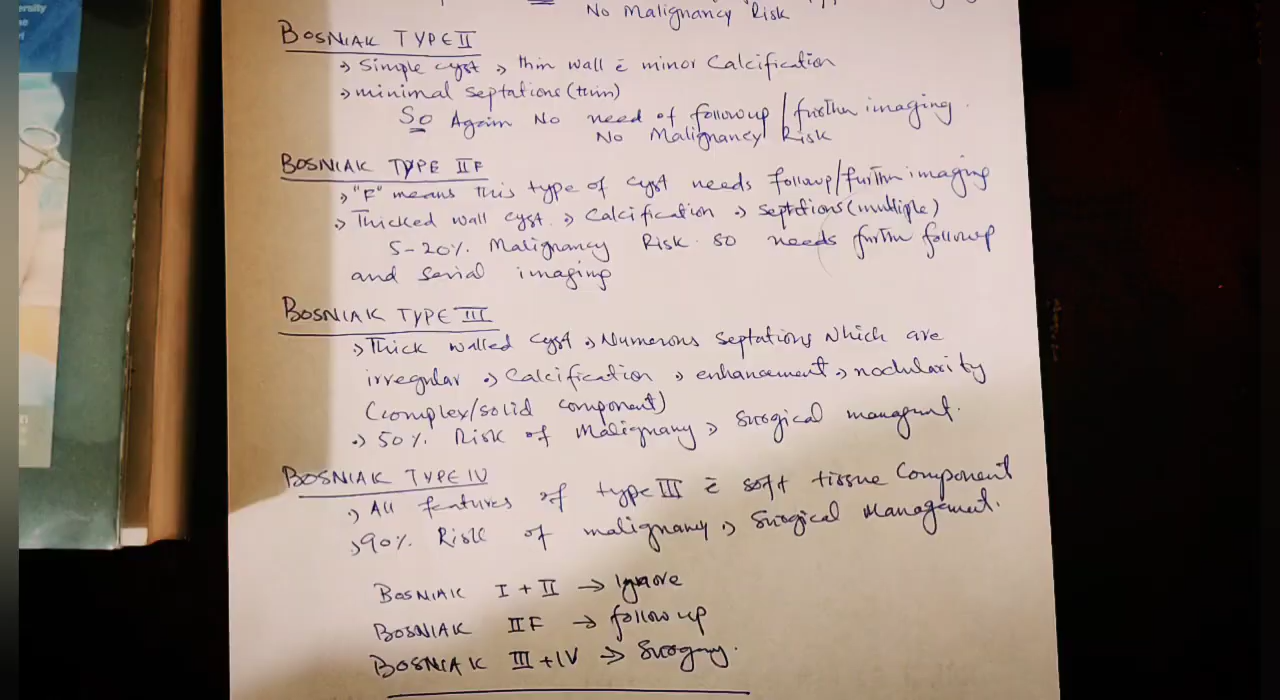 ersity
No Malignancy Risk
BOSNIAK TYPE II
→ Simple cyst → thin wall c̄ minor Calcification
→ minimal septations (thin)
So Again No need of followup / further imaging.
No Malignancy Risk
BOSNIAK TYPE IIF
→ "F" means this type of cyst needs followup/further imaging
→ Thicked wall cyst. → Calcification → septations (multiple)
5-20% Malignancy Risk. so needs further followup
and serial imaging
BOSNIAK TYPE III
→ Thick walled cyst → Numerous septations which are
irregular → Calcification → enhancement → nodularity
(complex/solid component)
→ 50% Risk of Malignany → Surgical managmnt.
BOSNIAK TYPE IV
→ All features of type III c̄ soft tissue Component
→ 90% Risk of malignany → Surgical Management.
BOSNIAK I + II → Ignore
BOSNIAK IIF → follow up
BOSNIAK III + IV → Surgery.